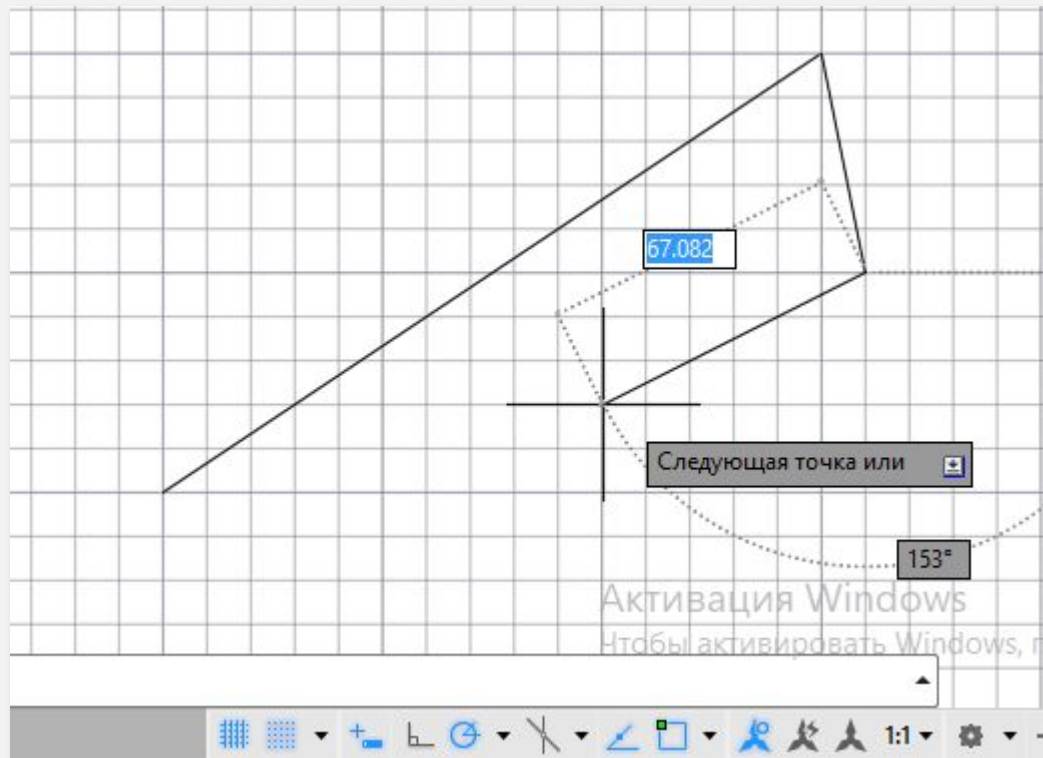 67.082
Следующая точка или
153°
Активация Windows
Чтобы активировать Windows, п
1:1